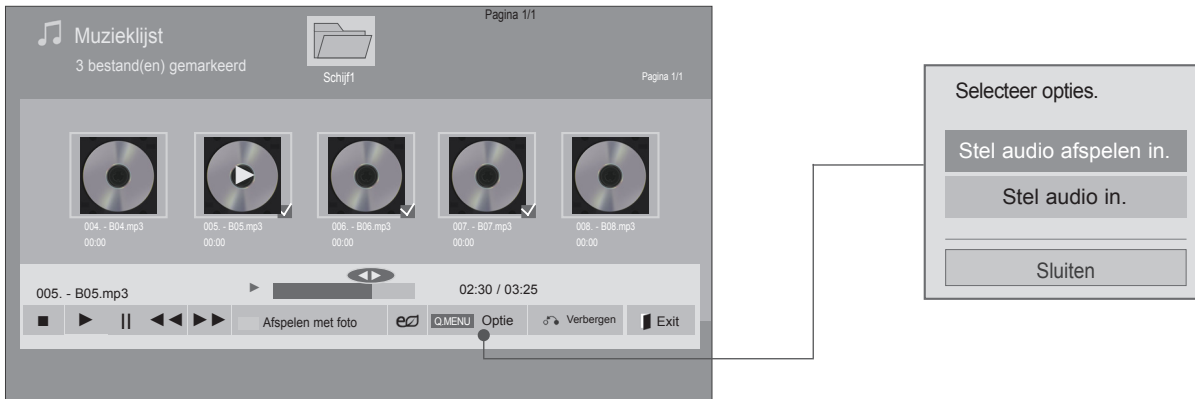 Pagina 1/1
Muzieklijst
3 bestand(en) gemarkeerd
Schijf1
Pagina 1/1
004. - B04.mp3
00:00
005. - B05.mp3
00:00
006. - B06.mp3
00:00
007. - B07.mp3
00:00
008. - B08.mp3
00:00
005. - B05.mp3
02:30 / 03:25
Afspelen met foto
Q.MENU Optie
Verbergen
Exit
Selecteer opties.
Stel audio afspelen in.
Stel audio in.
Sluiten